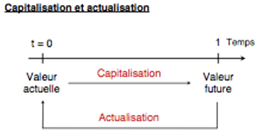 Capitalisation et actualisation
t = 0
1 Temps
Valeur
actuelle
Capitalisation
Valeur
future
Actualisation